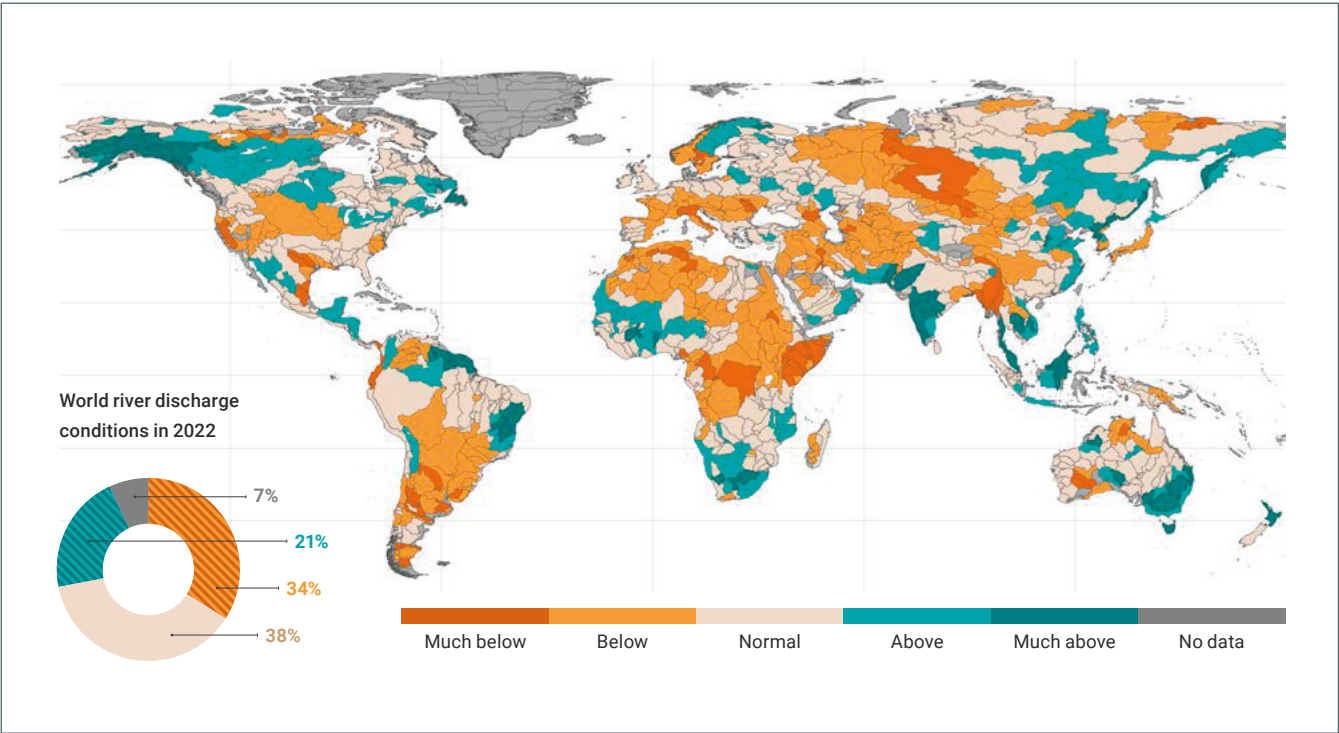 World river discharge
conditions in 2022
7%
21%
34%
38%
Much below
Below
Normal
Above
Much above
No data